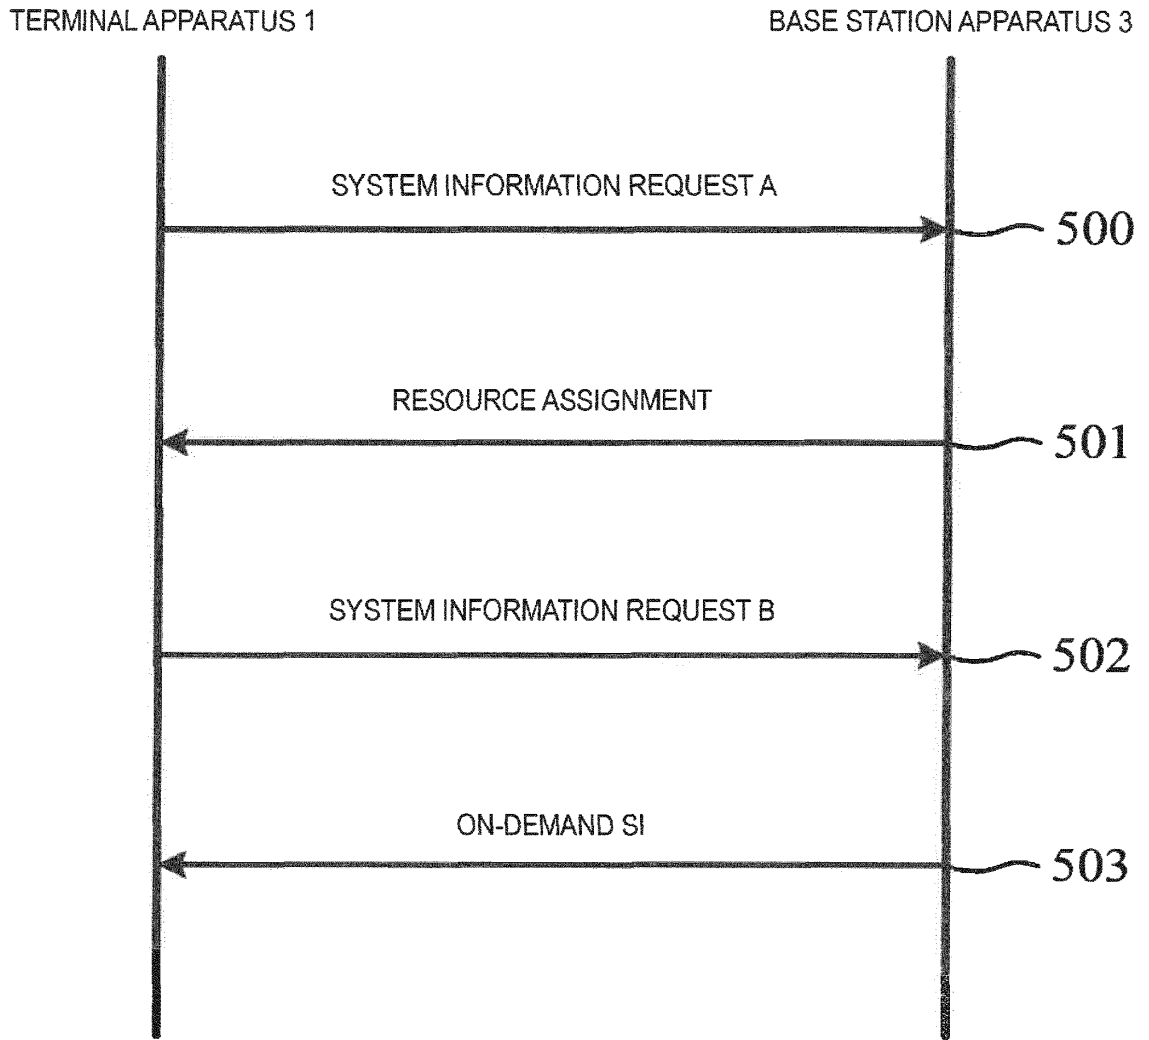 TERMINAL APPARATUS 1
BASE STATION APPARATUS 3
SYSTEM INFORMATION REQUEST A
500
RESOURCE ASSIGNMENT
501
SYSTEM INFORMATION REQUEST B
502
ON-DEMAND SI
503